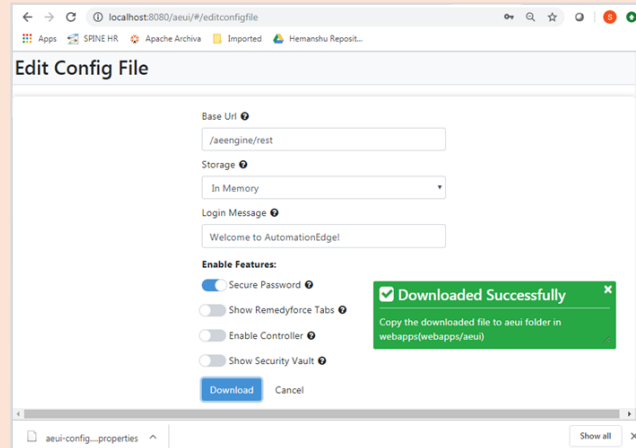 localhost:8080/aeui/#/editconfigfile
Apps SPINE HR Apache Archiva Imported Hemanshu Reposit...
Edit Config File
Base Url
/aeengine/rest
Storage
In Memory
Login Message
Welcome to AutomationEdge!
Enable Features:
Secure Password
Show Remedyforce Tabs
Enable Controller
Show Security Vault
Downloaded Successfully
Copy the downloaded file to aeui folder in
webapps(webapps/aeui)
Download Cancel
aeui-config....properties
Show all